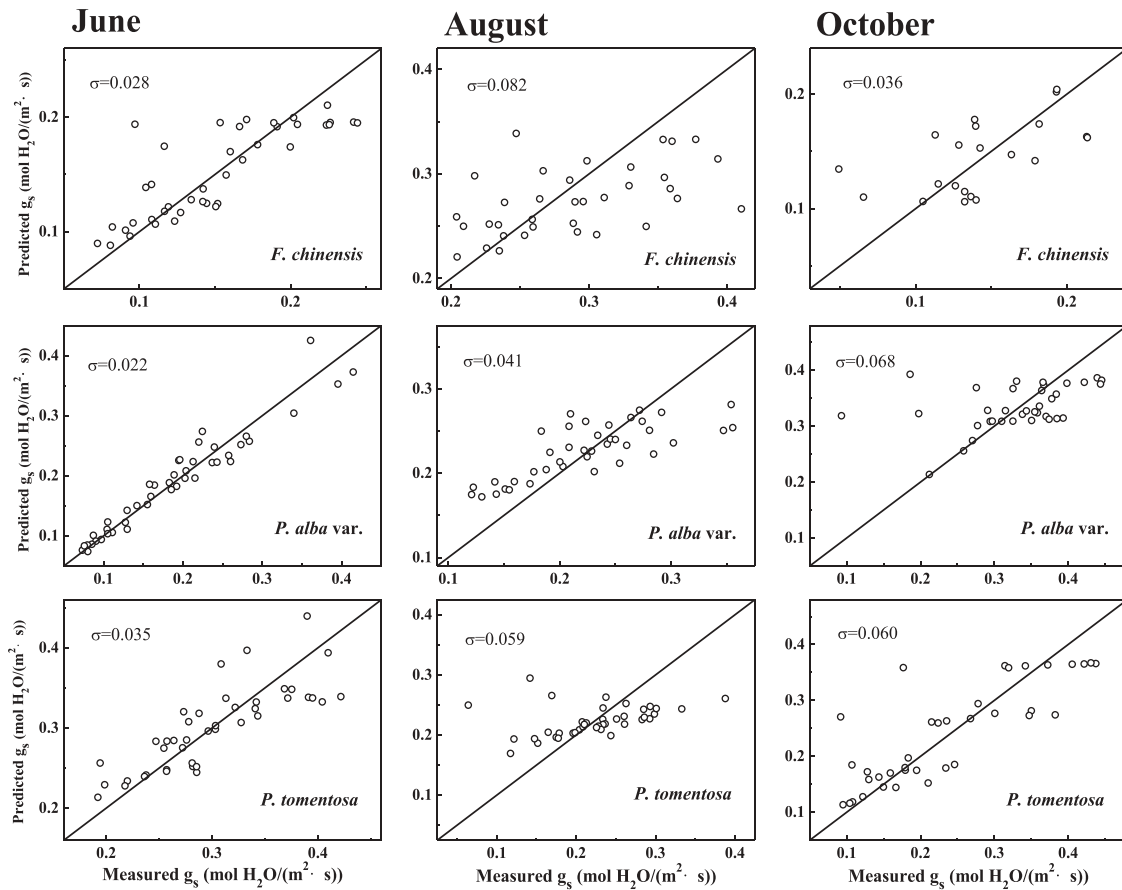 June August October
σ=0.028 σ=0.082 σ=0.036
Predicted gs (mol H2O/(m2· s))
0.2 0.1
0.4 0.3 0.2
0.2 0.1
F. chinensis F. chinensis F. chinensis
0.1 0.2 0.2 0.3 0.4 0.1 0.2
σ=0.022 σ=0.041 σ=0.068
Predicted gs (mol H2O/(m2· s))
0.4 0.3 0.2 0.1
0.3 0.2 0.1
0.4 0.3 0.2 0.1
P. alba var. P. alba var. P. alba var.
0.1 0.2 0.3 0.4 0.1 0.2 0.3 0.1 0.2 0.3 0.4
σ=0.035 σ=0.059 σ=0.060
Predicted gs (mol H2O/(m2· s))
0.4 0.3 0.2
0.4 0.3 0.2 0.1
0.4 0.3 0.2 0.1
P. tomentosa P. tomentosa P. tomentosa
0.2 0.3 0.4 0.1 0.2 0.3 0.4 0.1 0.2 0.3 0.4
Measured gs (mol H2O/(m2· s)) Measured gs (mol H2O/(m2· s)) Measured gs (mol H2O/(m2· s))